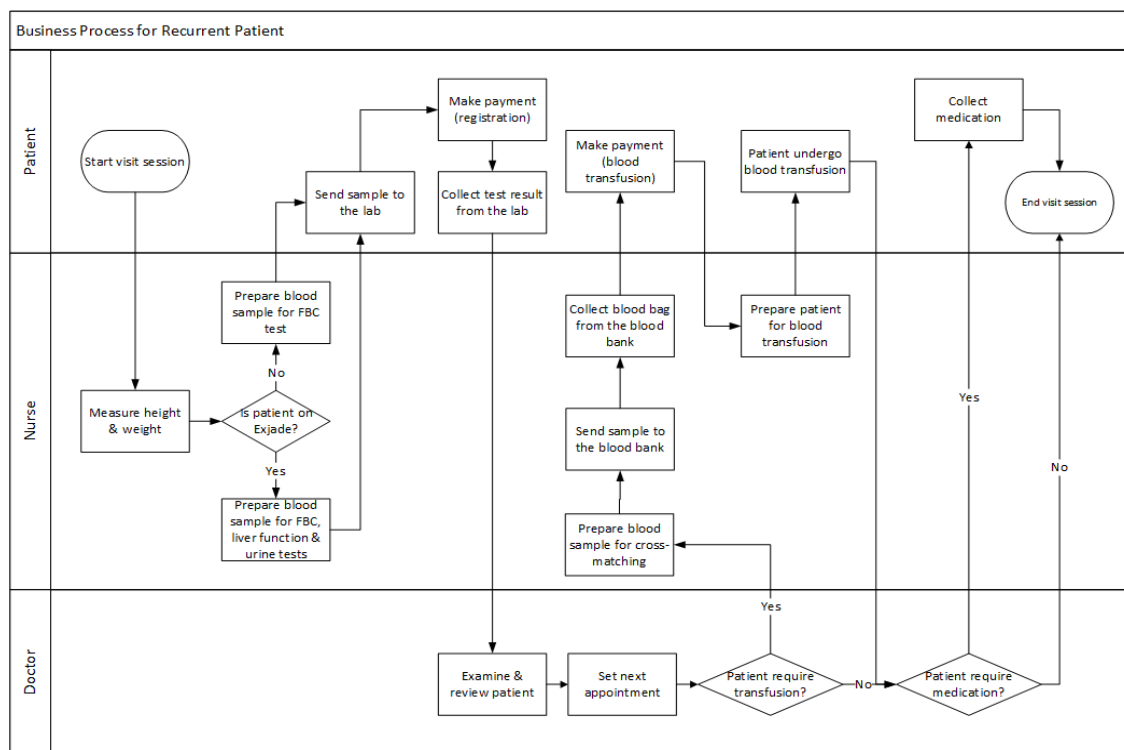 Business Process for Recurrent Patient
Patient
Start visit session
Send sample to
the lab
Make payment
(registration)
Collect test result
from the lab
Make payment
(blood
transfusion)
Patient undergo
blood transfusion
Collect
medication
End visit session
Nurse
Measure height
& weight
Is patient on
Exjade?
No
Prepare blood
sample for FBC
test
Yes
Prepare blood
sample for FBC,
liver function &
urine tests
Collect blood bag
from the blood
bank
Send sample to
the blood bank
Prepare blood
sample for cross-
matching
Prepare patient
for blood
transfusion
Yes
No
Doctor
Examine &
review patient
Set next
appointment
Patient require
transfusion?
Yes
No
Patient require
medication?